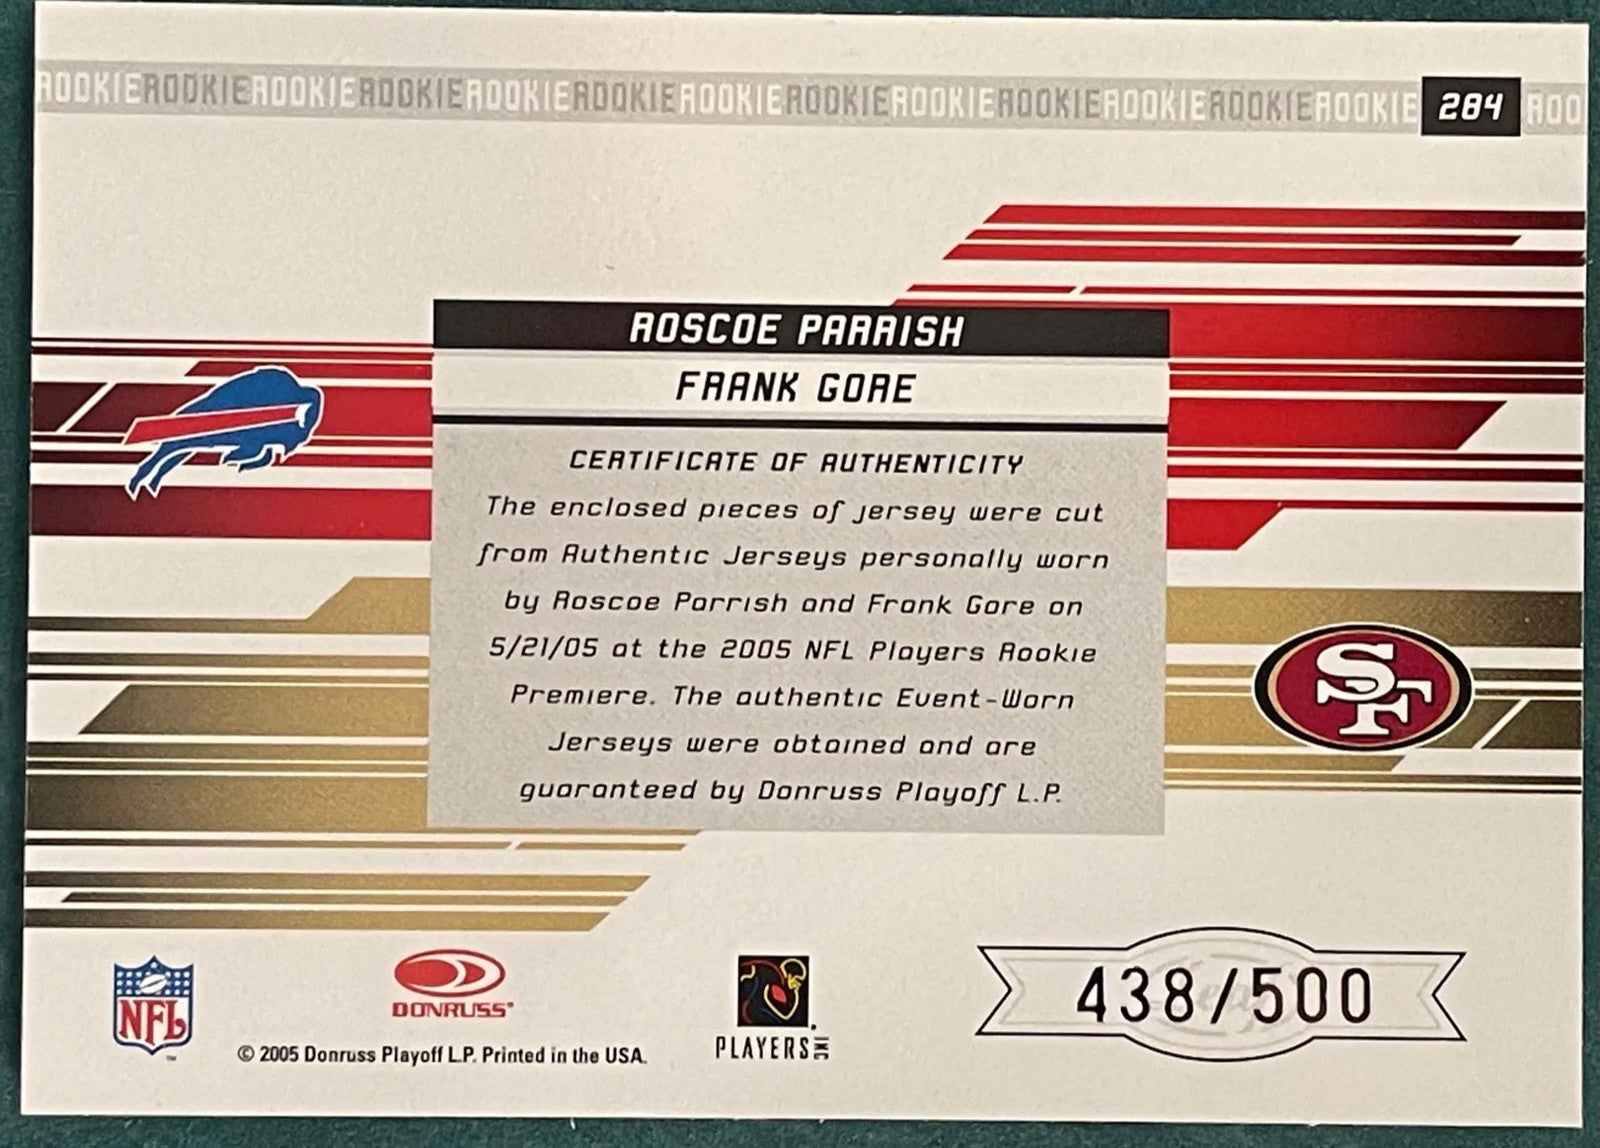 ROOKIEROOKIEROOKIEROOKIEROOKIEROOKIEROOKIEROOKIEROOKIEROOKIEROOKIEROOKIEROOKIE 284 ROO
ROSCOE PARRISH
FRANK GORE
CERTIFICATE OF AUTHENTICITY
The enclosed pieces of jersey were cut
from Authentic Jerseys personally worn
by Roscoe Parrish and Frank Gore on
5/21/05 at the 2005 NFL Players Rookie
Premiere. The authentic Event-Worn
Jerseys were obtained and are
guaranteed by Donruss Playoff L.P.
SF
NFL
TM
DONRUSS®
© 2005 Donruss Playoff L.P. Printed in the USA.
PLAYERS INC
438/500